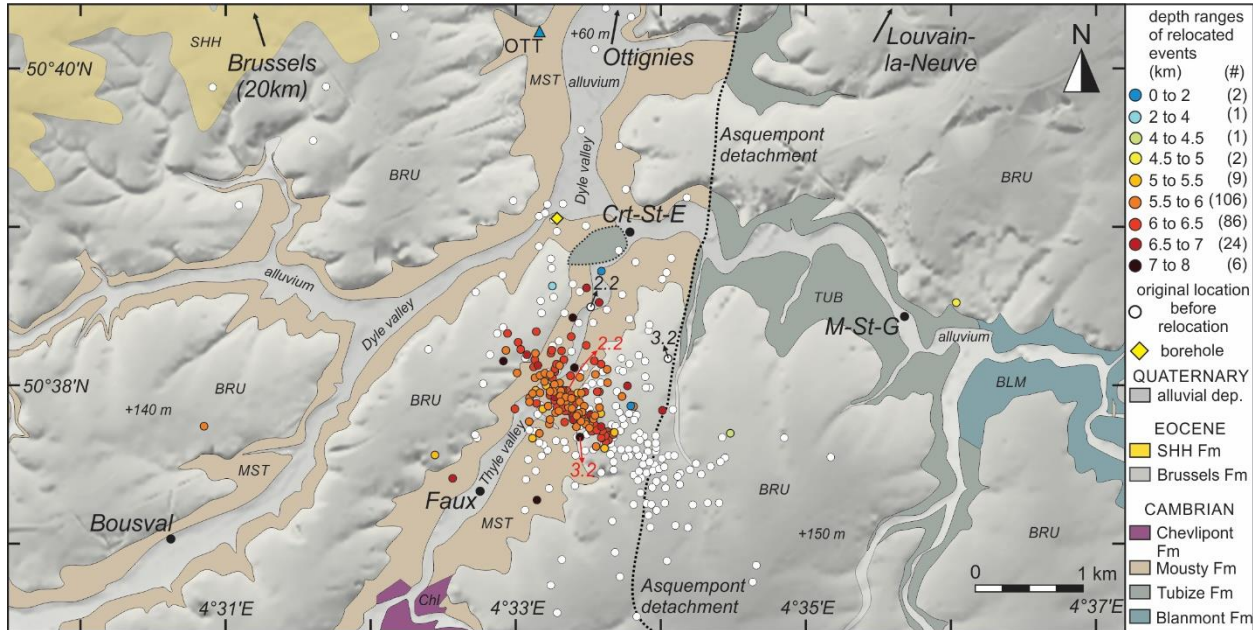 SHH
Brussels
(20km)
OTT
+60 m
Ottignies
Louvain-
la-Neuve
N
50°40'N
MST
alluvium
Asquempont
detachment
BRU
Dyle valley
BRU
Crt-St-E
alluvium
2.2
TUB
M-St-G
alluvium
Dyle valley
3.2
2.2
50°38'N
BRU
BRU
BLM
+140 m
MST
Thyle valley
3.2
Faux
MST
BRU
Bousval
+150 m
BRU
Chl
Asquempont
detachment
0 1 km
4°31'E
4°33'E
4°35'E
4°37'E
depth ranges
of relocated
events
(km) (#)
0 to 2 (2)
2 to 4 (1)
4 to 4.5 (1)
4.5 to 5 (2)
5 to 5.5 (9)
5.5 to 6 (106)
6 to 6.5 (86)
6.5 to 7 (24)
7 to 8 (6)
original location
before
relocation
borehole
QUATERNARY
alluvial dep.
EOCENE
SHH Fm
Brussels Fm
CAMBRIAN
Chevlipont
Fm
Mousty Fm
Tubize Fm
Blanmont Fm